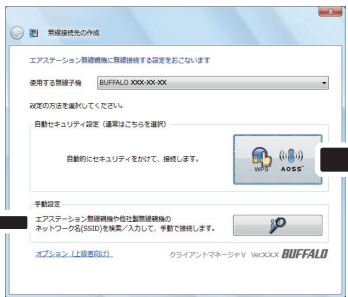 無線接続先の作成
エアステーション無線親機に無線接続する設定をおこないます
使用する無線子機 BUFFALO XXX-XX-XX
設定の方法を選択してください。
自動セキュリティ設定（通常はこちらを選択）
自動的にセキュリティをかけて、接続します。
WPS AOSS
手動設定
エアステーション無線親機や他社製無線親機の
ネットワーク名(SSID)を検索／入力して、手動で接続します。
オプション（上級者向け） クライアントマネージャV Ver.X.X.X BUFFALO